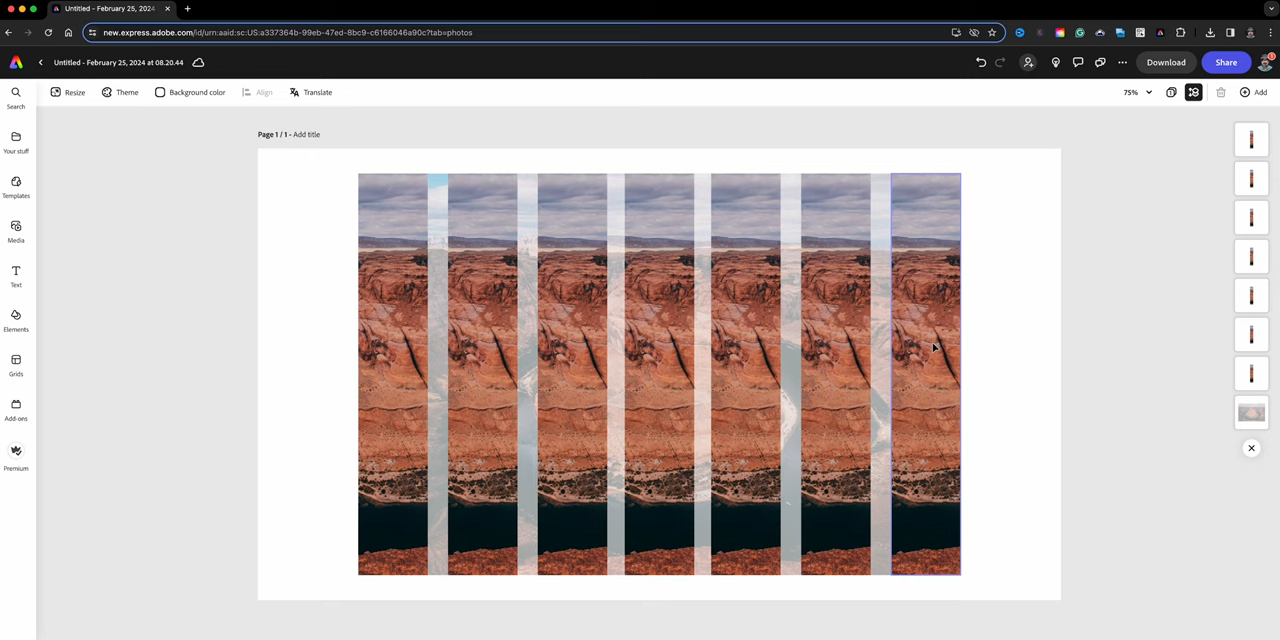 Untitled - February 25, 2024
new.express.adobe.com/id/urn:aaid:sc:US:a337364b-99eb-47ed-8bc9-c6166046a90c?tab=photos
Untitled - February 25, 2024 at 08.20.44
Download
Share
Search
Resize
Theme
Background color
Align
Translate
75%
Add
Page 1 / 1 - Add title
Your stuff
Templates
Media
Text
Elements
Grids
Add-ons
Premium